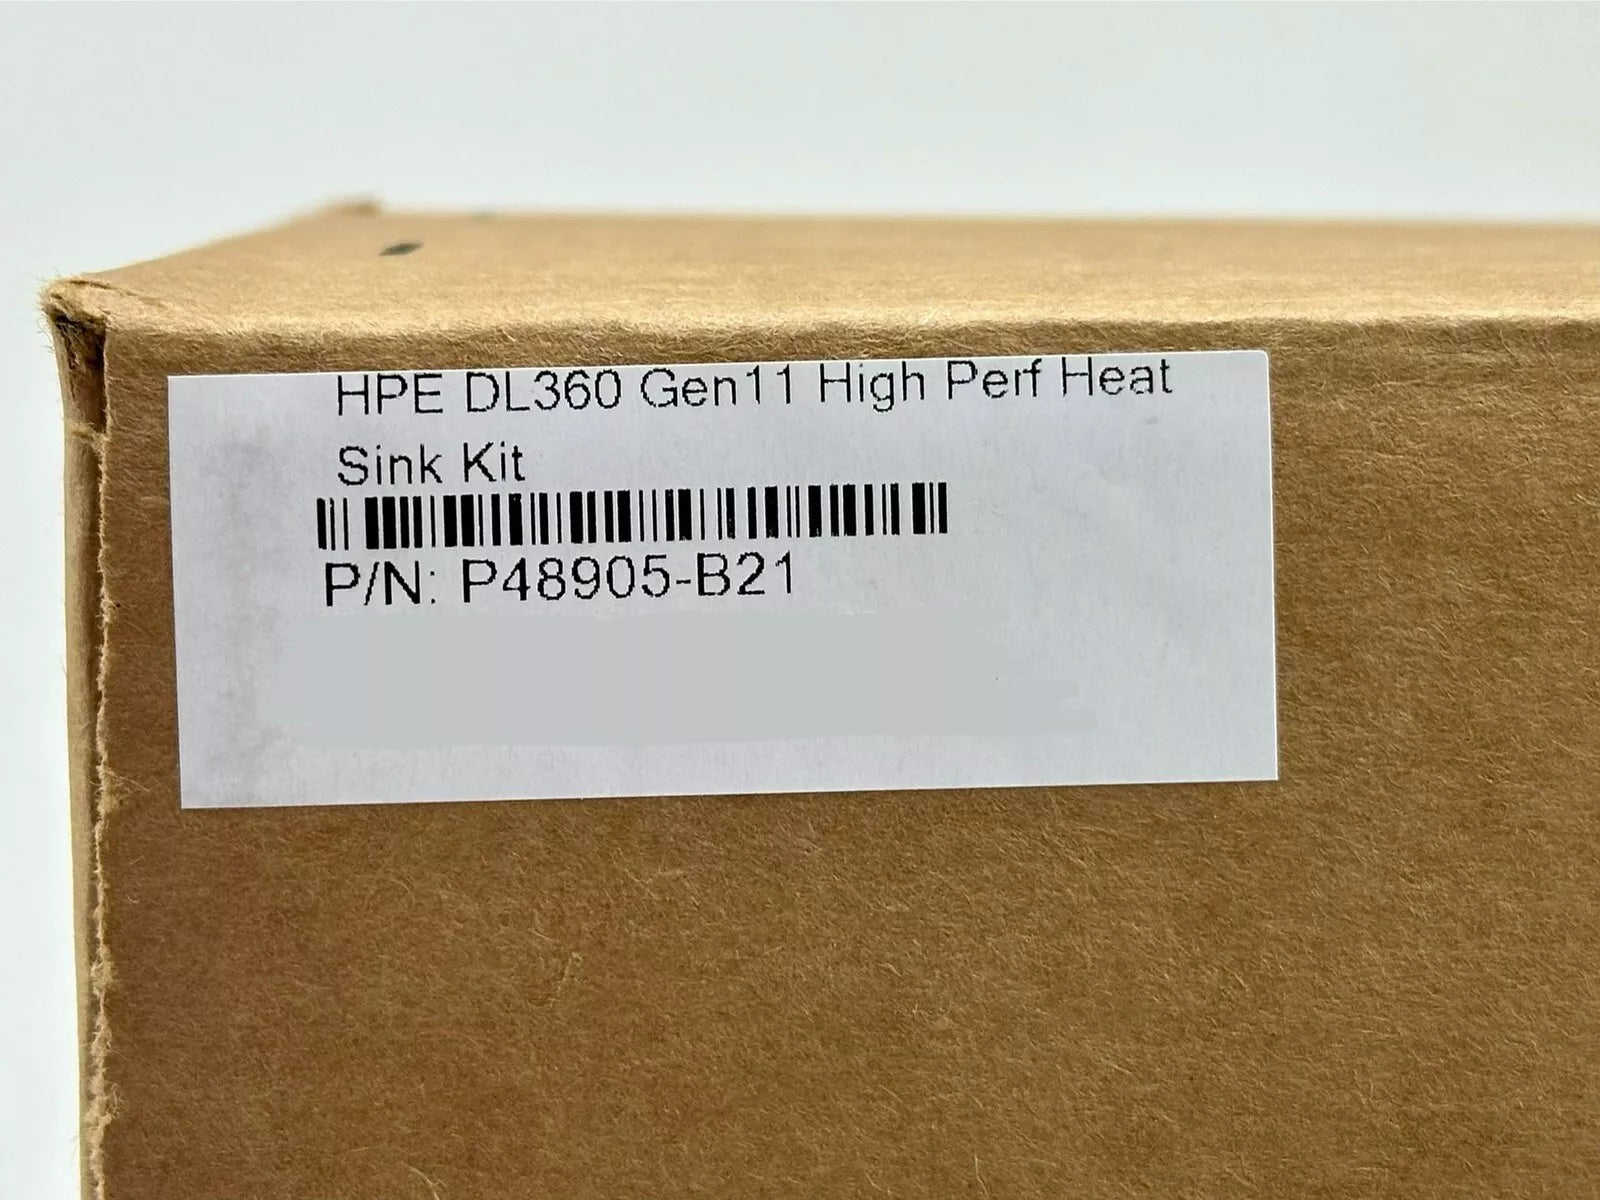 HPE DL360 Gen11 High Perf Heat
Sink Kit
P/N: P48905-B21